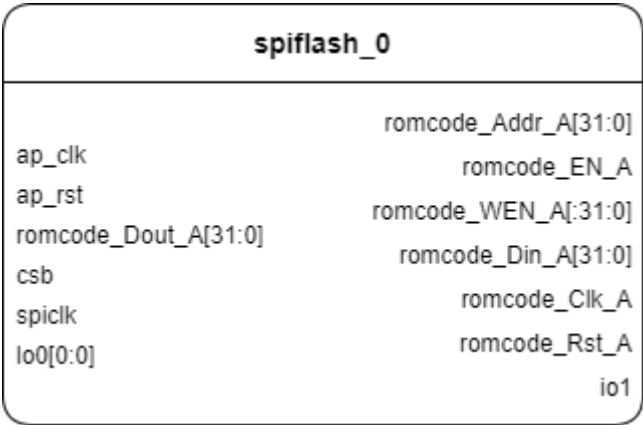 spiflash_0
ap_clk
ap_rst
romcode_Dout_A[31:0]
csb
spiclk
Io0[0:0]
romcode_Addr_A[31:0]
romcode_EN_A
romcode_WEN_A[:31:0]
romcode_Din_A[31:0]
romcode_Clk_A
romcode_Rst_A
io1